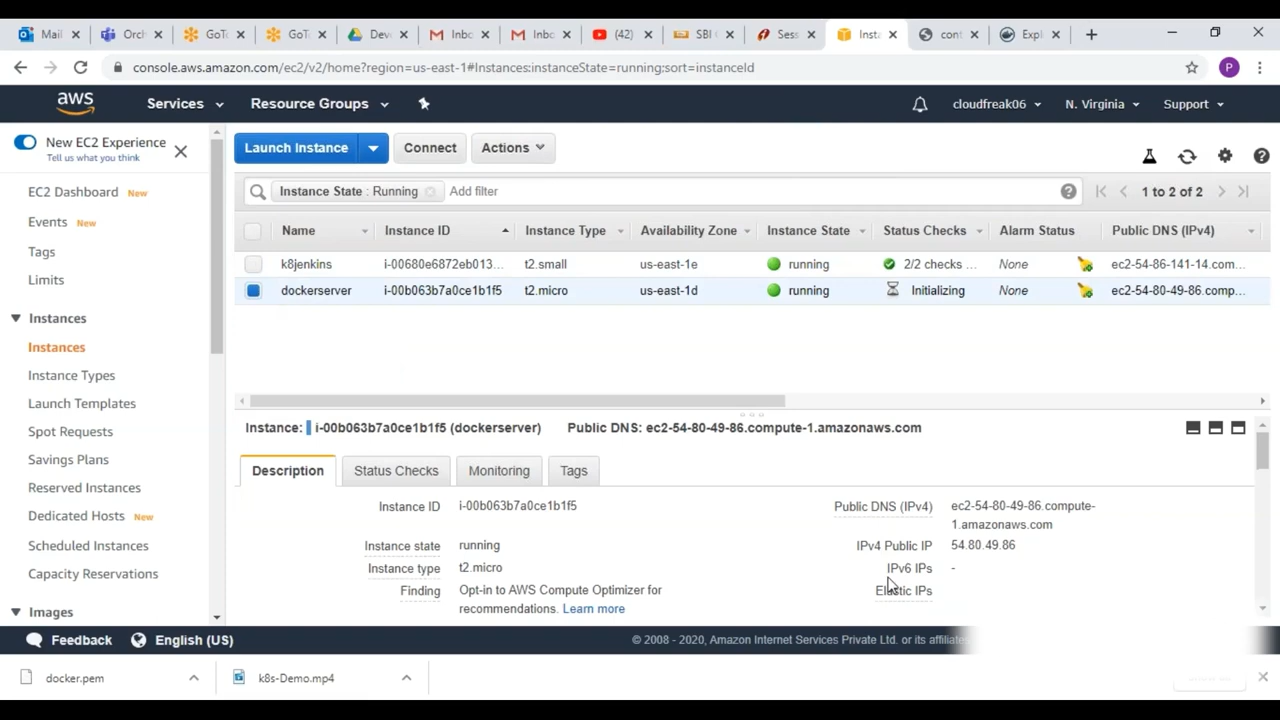 Mail
Orch
GoTo
GoTo
Deve
Inbo
Inbo
(42)
SBI
Sess
Insta
cont
Expl
console.aws.amazon.com/ec2/v2/home?region=us-east-1#Instances:instanceState=running;sort=instanceId
P
aws
Services
Resource Groups
cloudfreak06
N. Virginia
Support
New EC2 Experience
Tell us what you think
EC2 Dashboard New
Events New
Tags
Limits
Instances
Instances
Instance Types
Launch Templates
Spot Requests
Savings Plans
Reserved Instances
Dedicated Hosts New
Scheduled Instances
Capacity Reservations
Images
Launch Instance
Connect
Actions
Instance State : Running
Add filter
1 to 2 of 2
Name Instance ID Instance Type Availability Zone Instance State Status Checks Alarm Status Public DNS (IPv4)
k8jenkins i-00680e6872eb013... t2.small us-east-1e running 2/2 checks ... None ec2-54-86-141-14.com...
dockerserver i-00b063b7a0ce1b1f5 t2.micro us-east-1d running Initializing None ec2-54-80-49-86.comp...
Instance: i-00b063b7a0ce1b1f5 (dockerserver) Public DNS: ec2-54-80-49-86.compute-1.amazonaws.com
Description
Status Checks
Monitoring
Tags
Instance ID i-00b063b7a0ce1b1f5
Instance state running
Instance type t2.micro
Finding Opt-in to AWS Compute Optimizer for
recommendations. Learn more
Public DNS (IPv4) ec2-54-80-49-86.compute-
1.amazonaws.com
IPv4 Public IP 54.80.49.86
IPv6 IPs -
Elastic IPs
Feedback
English (US)
© 2008 - 2020, Amazon Internet Services Private Ltd. or its affiliate
docker.pem
k8s-Demo.mp4